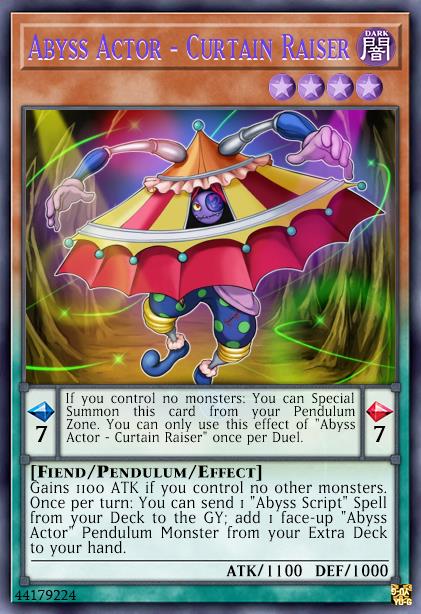 Abyss Actor - Curtain Raiser
DARK
闇
If you control no monsters: You can Special
Summon this card from your Pendulum
Zone. You can only use this effect of "Abyss
Actor - Curtain Raiser" once per Duel.
7
7
[Fiend/Pendulum/Effect]
Gains 1100 ATK if you control no other monsters.
Once per turn: You can send 1 "Abyss Script" Spell
from your Deck to the GY; add 1 face-up "Abyss
Actor" Pendulum Monster from your Extra Deck
to your hand.
ATK/1100 DEF/1000
44179224